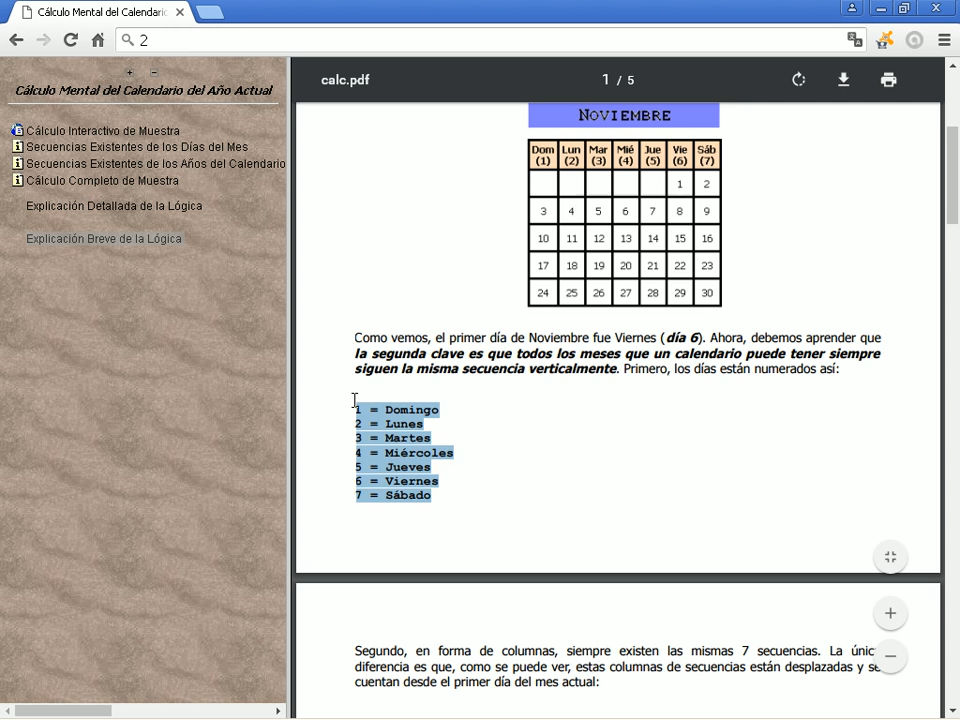 Cálculo Mental del Calendario
2
+ −
Cálculo Mental del Calendario del Año Actual
Cálculo Interactivo de Muestra
Secuencias Existentes de los Días del Mes
Secuencias Existentes de los Años del Calendario
Cálculo Completo de Muestra
Explicación Detallada de la Lógica
Explicación Breve de la Lógica
calc.pdf 1 / 5
NOVIEMBRE
Dom Lun Mar Mié Jue Vie Sáb
(1) (2) (3) (4) (5) (6) (7)
1 2
3 4 5 6 7 8 9
10 11 12 13 14 15 16
17 18 19 20 21 22 23
24 25 26 27 28 29 30
Como vemos, el primer día de Noviembre fue Viernes (día 6). Ahora, debemos aprender que
la segunda clave es que todos los meses que un calendario puede tener siempre
siguen la misma secuencia verticalmente. Primero, los días están numerados así:
1 = Domingo
2 = Lunes
3 = Martes
4 = Miércoles
5 = Jueves
6 = Viernes
7 = Sábado
Segundo, en forma de columnas, siempre existen las mismas 7 secuencias. La únic
diferencia es que, como se puede ver, estas columnas de secuencias están desplazadas y se
cuentan desde el primer día del mes actual: